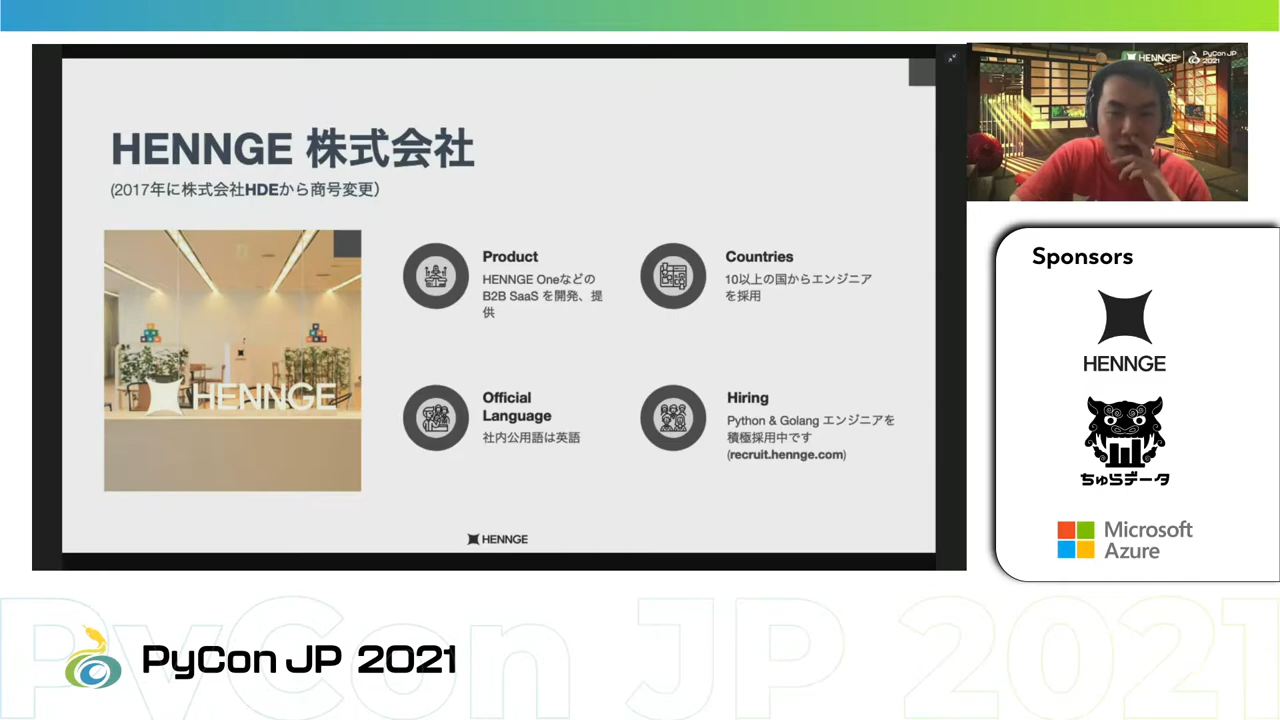 HENNGE 株式会社
(2017年に株式会社HDEから商号変更)
HENNGE
Product
HENNGE Oneなどの
B2B SaaS を開発、提
供
Countries
10以上の国からエンジニア
を採用
Official
Language
社内公用語は英語
Hiring
Python & Golang エンジニアを
積極採用中です
(recruit.hennge.com)
HENNGE
HENNGE
PyCon JP
2021
Sponsors
HENNGE
ちゅらデータ
Microsoft
Azure
PyCon JP 2021
PyCon JP 2021